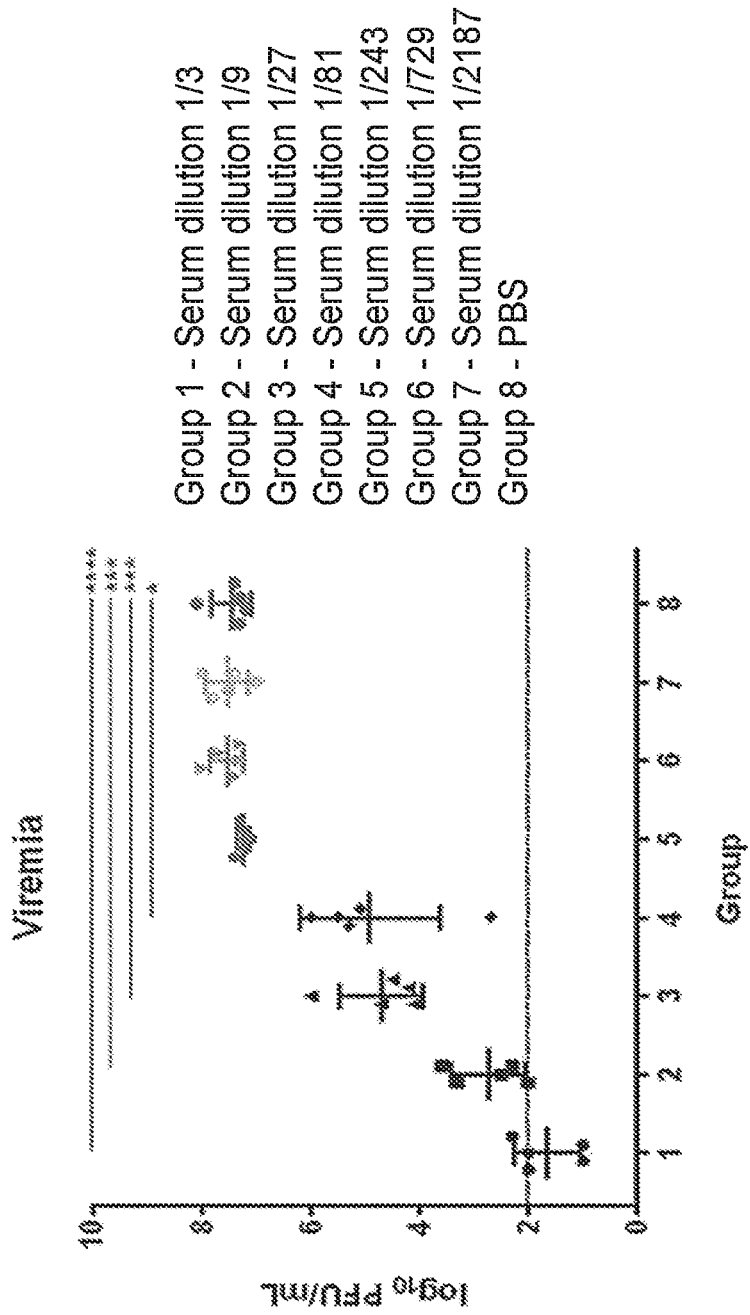 Viremia
****
***
***
*
10
8
6
4
2
0
log₁₀ PFU/mL
1 2 3 4 5 6 7 8
Group
Group 1 - Serum dilution 1/3
Group 2 - Serum dilution 1/9
Group 3 - Serum dilution 1/27
Group 4 - Serum dilution 1/81
Group 5 - Serum dilution 1/243
Group 6 - Serum dilution 1/729
Group 7 - Serum dilution 1/2187
Group 8 - PBS